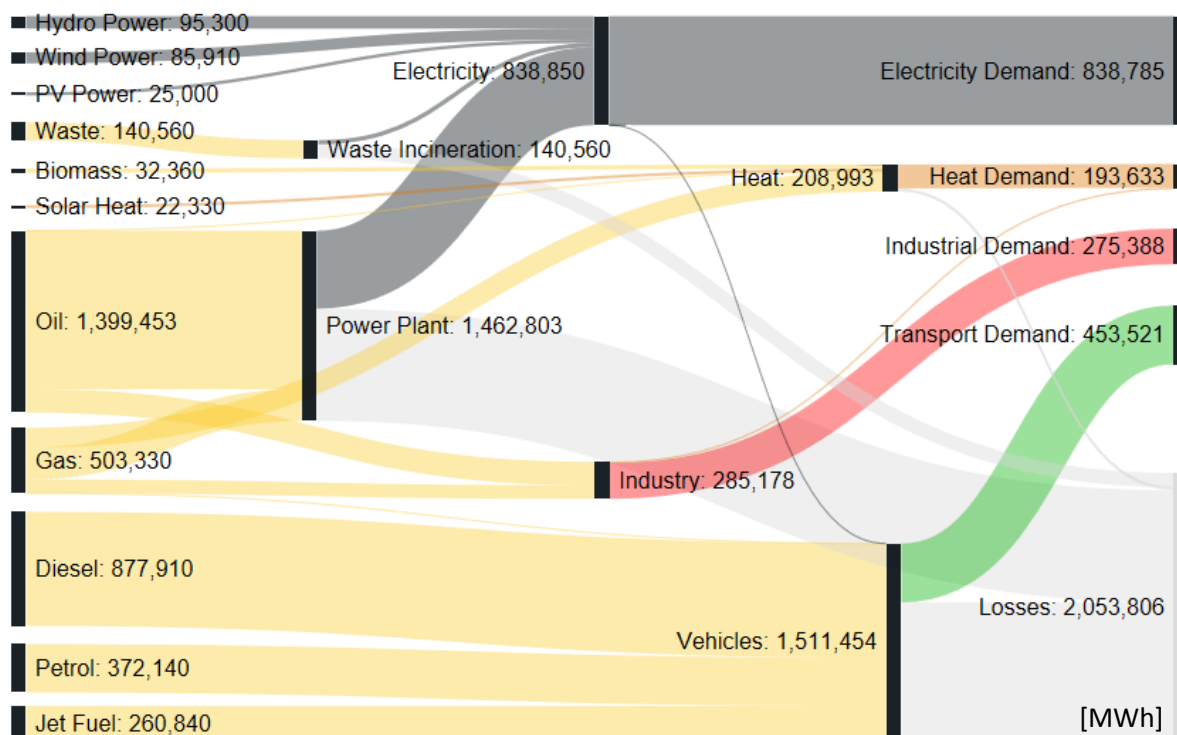 Hydro Power: 95,300
Wind Power: 85,910
Electricity: 838,850
Electricity Demand: 838,785
PV Power: 25,000
Waste: 140,560
Waste Incineration: 140,560
Biomass: 32,360
Heat: 208,993
Heat Demand: 193,633
Solar Heat: 22,330
Industrial Demand: 275,388
Oil: 1,399,453
Power Plant: 1,462,803
Transport Demand: 453,521
Gas: 503,330
Industry: 285,178
Diesel: 877,910
Losses: 2,053,806
Vehicles: 1,511,454
Petrol: 372,140
Jet Fuel: 260,840
[MWh]